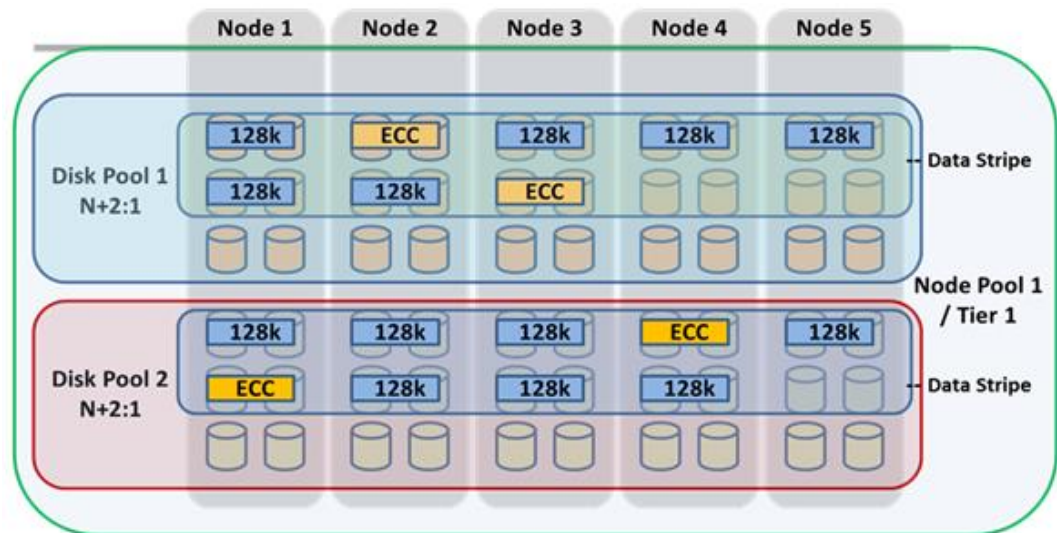 Node 1 Node 2 Node 3 Node 4 Node 5
128k ECC 128k 128k 128k
Data Stripe
Disk Pool 1
N+2:1
128k 128k ECC
Node Pool 1
/ Tier 1
128k 128k 128k ECC 128k
Disk Pool 2
N+2:1
ECC 128k 128k 128k
Data Stripe